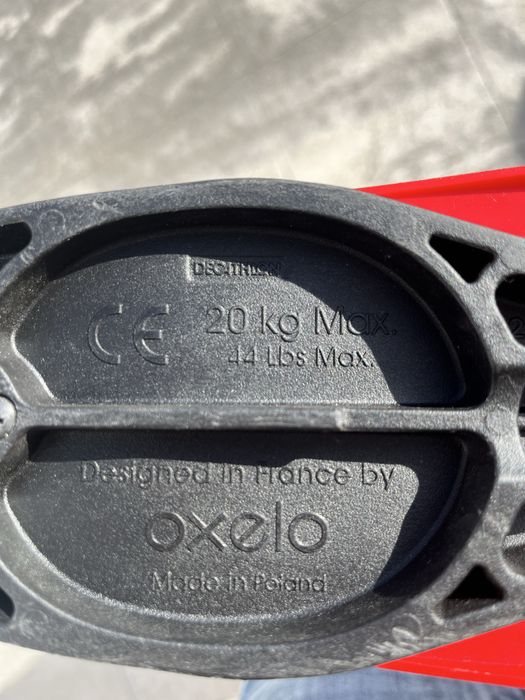 DECATHLON
CE 20 kg Max.
44 Lbs Max.
Designed in France by
oxelo
Made in Poland